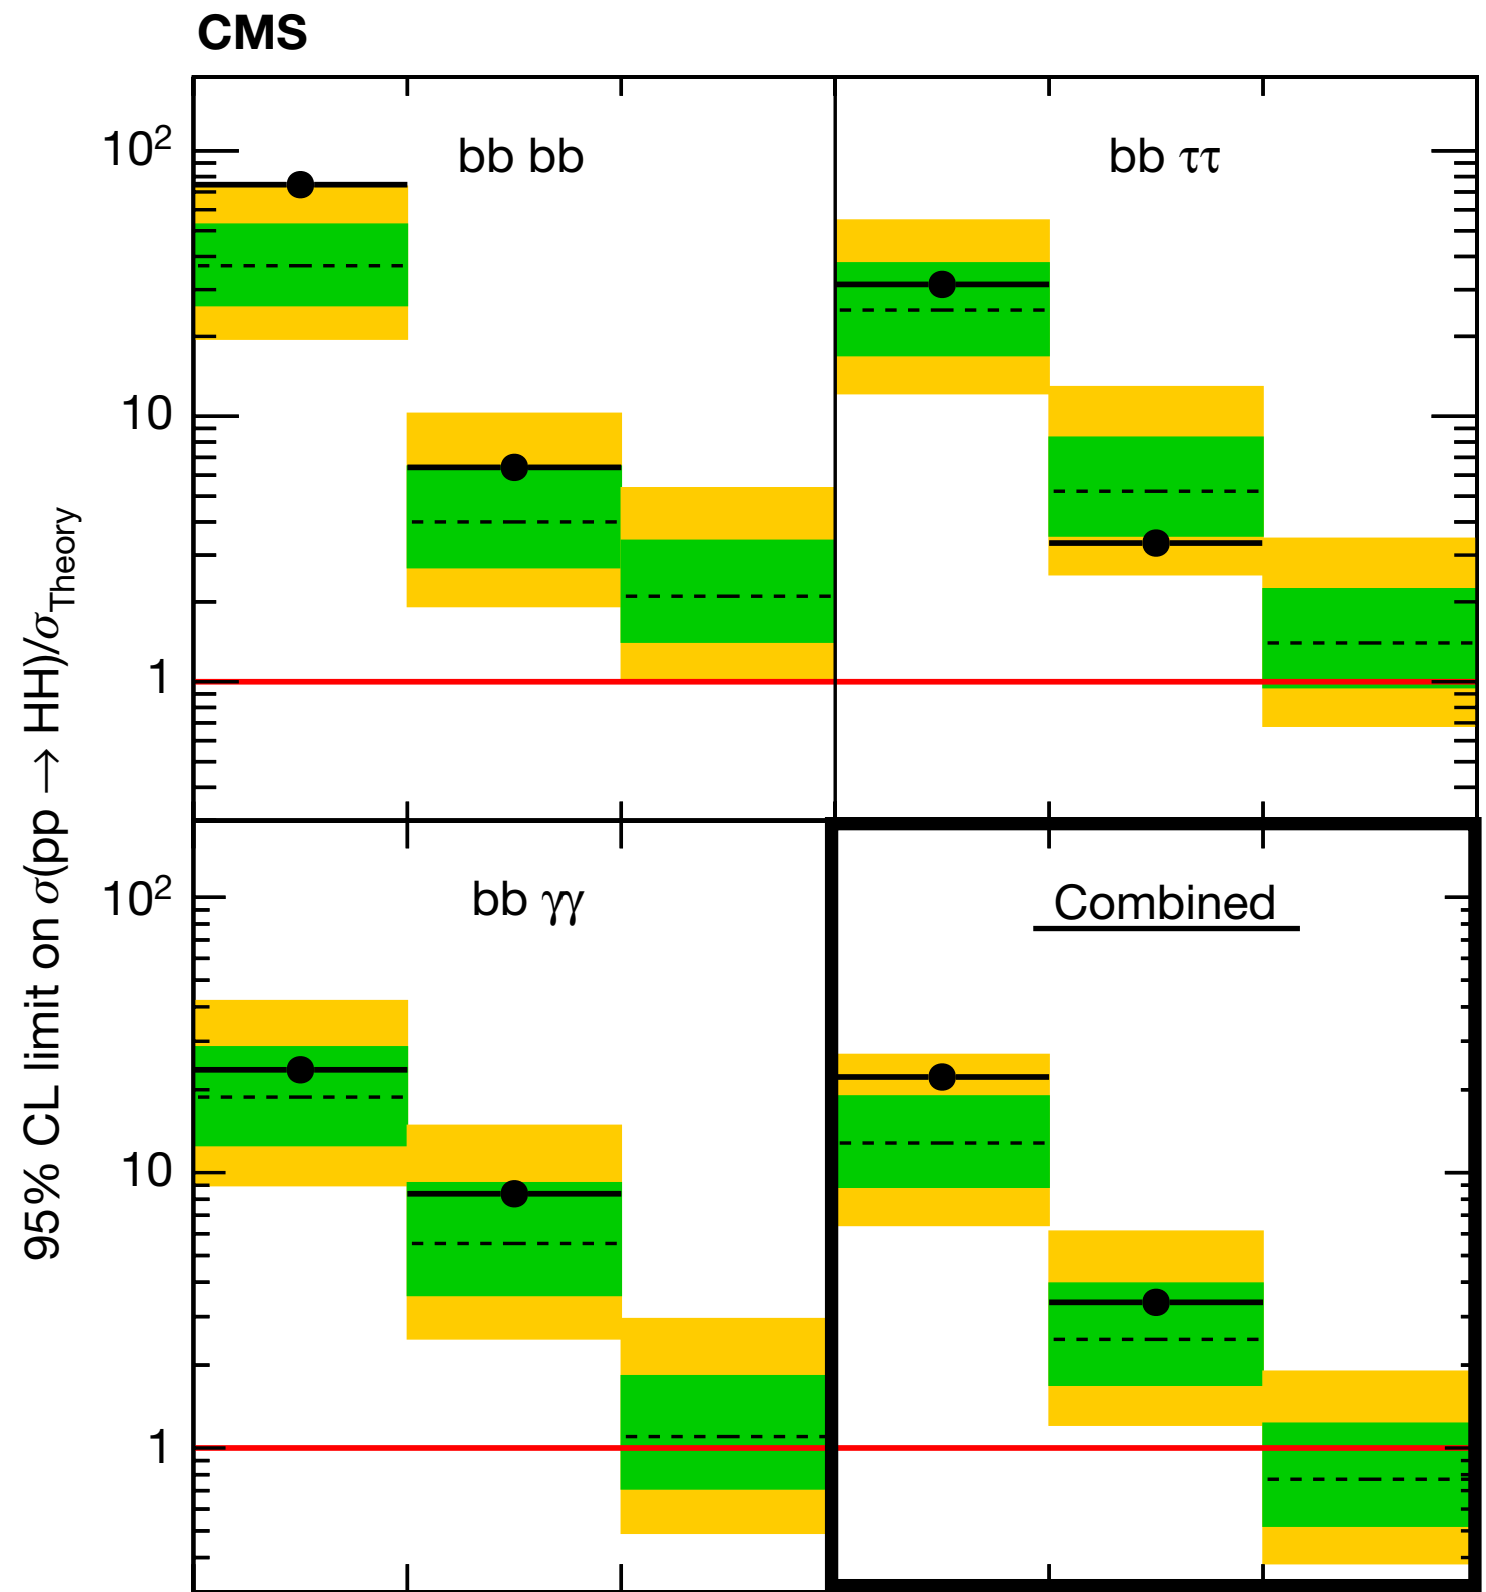 CMS
95% CL limit on σ(pp → HH)/σ_Theory
bb bb
bb ττ
10²
10
1
bb γγ
Combined
10²
10
1